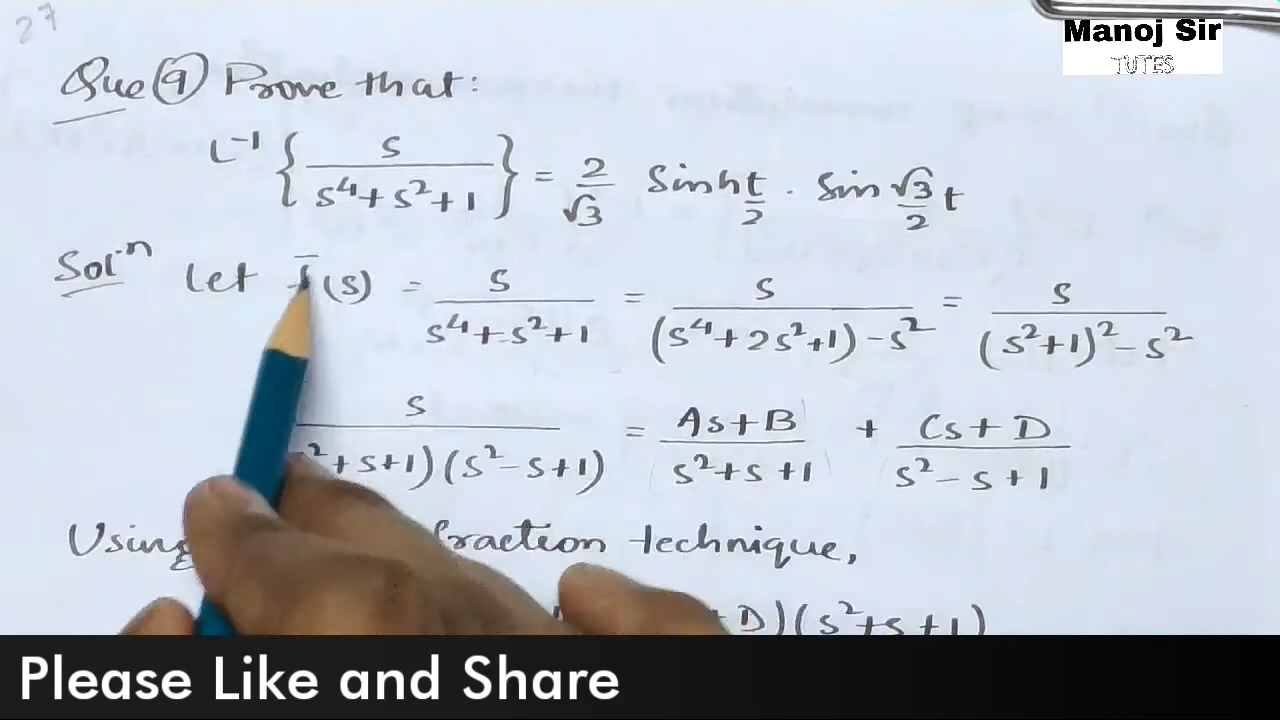 27
Manoj Sir
TUTES
Que (9) Prove that:
L⁻¹ { s / (s⁴+s²+1) } = 2/√3 Sinh t/2 · Sin √3/2 t
Solⁿ Let f̄(s) = s / (s⁴+s²+1) = s / ((s⁴+2s²+1)-s²) = s / ((s²+1)²-s²)
s / (²+s+1)(s²-s+1) = (As+B) / (s²+s+1) + (Cs+D) / (s²-s+1)
Using fraction technique,
D)(s²+s+1)
Please Like and Share